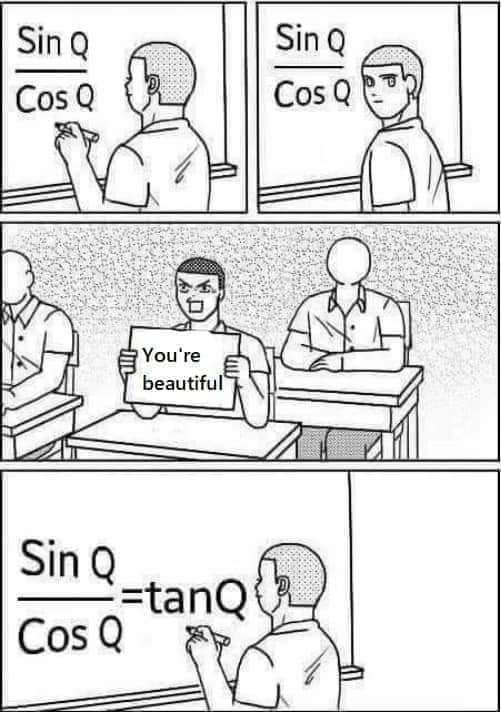 Sin Q
Cos Q
Sin Q
Cos Q
You're
beautiful
Sin Q
=tanQ
Cos Q